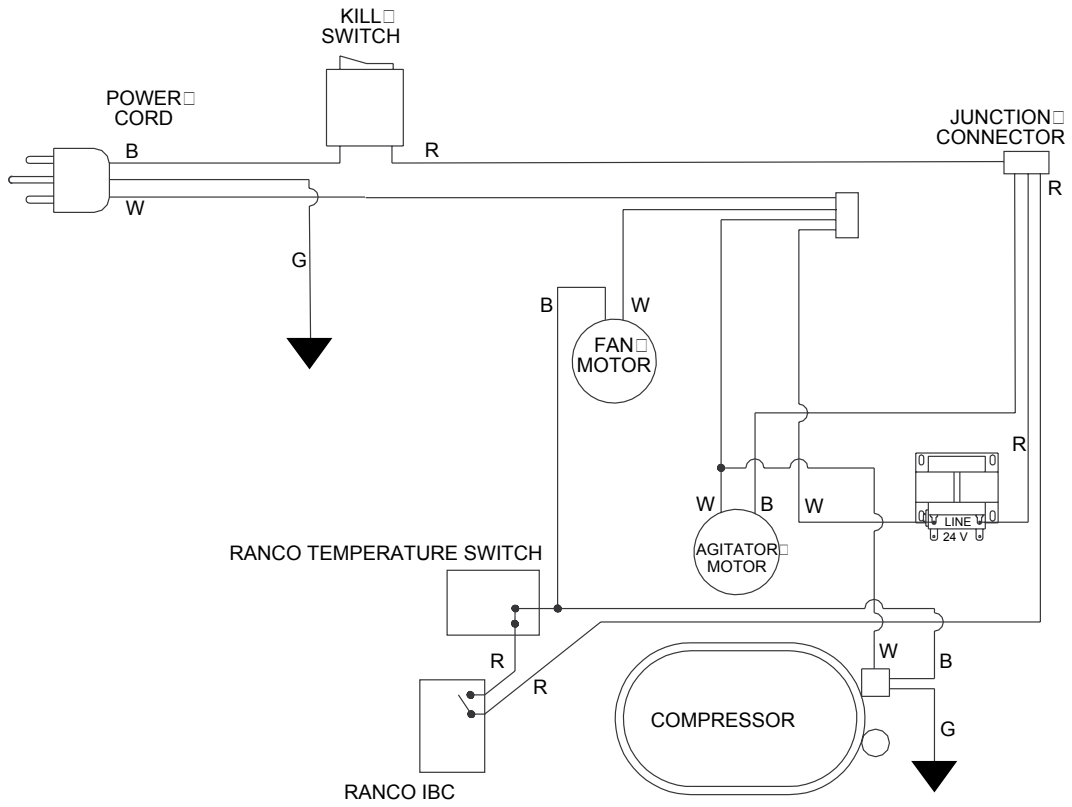 KILL
SWITCH
POWER
CORD
JUNCTION
CONNECTOR
B
R
R
W
G
B
W
FAN
MOTOR
R
W
B
W
LINE
24 V
AGITATOR
MOTOR
RANCO TEMPERATURE SWITCH
R
R
W
B
COMPRESSOR
G
RANCO IBC